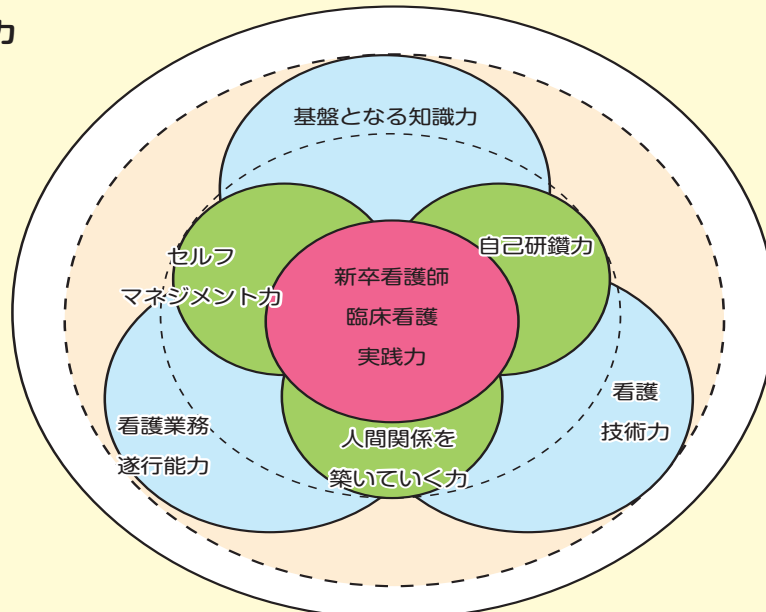 力
基盤となる知識力
自己研鑽力
セルフ
マネジメント力
新卒看護師
臨床看護
実践力
看護
技術力
看護業務
遂行能力
人間関係を
築いていく力